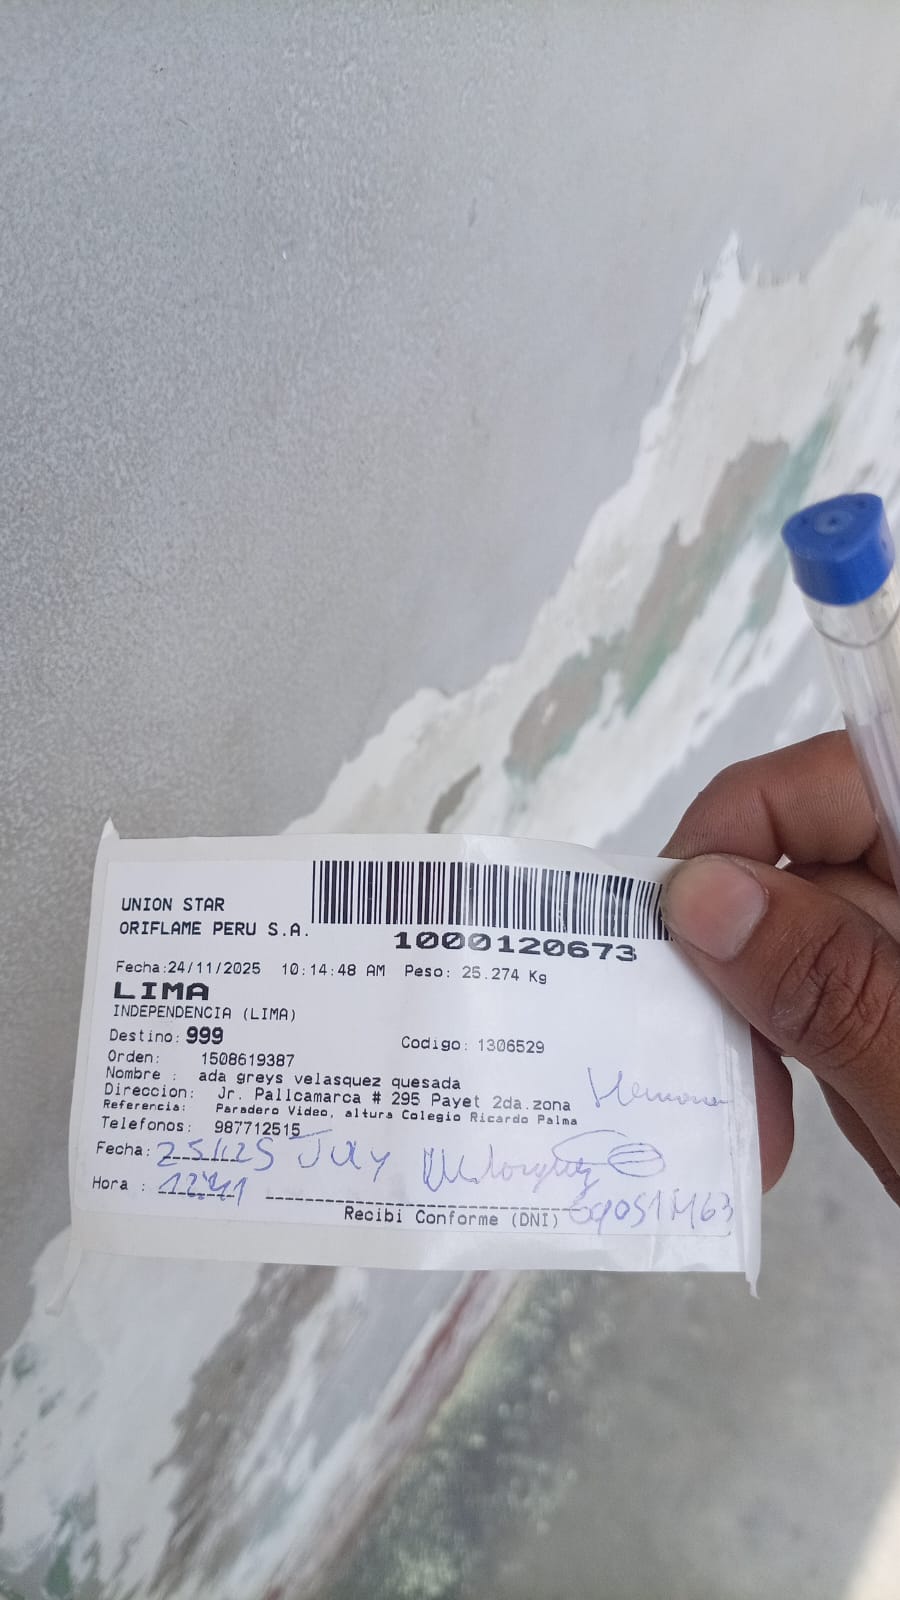 UNION STAR
ORIFLAME PERU S.A.
1000120673
Fecha:24/11/2025 10:14:48 AM Peso: 25.274 Kg
LIMA
INDEPENDENCIA (LIMA)
Destino: 999 Codigo: 1306529
Orden: 1508619387
Nombre : ada greys velasquez quesada
Direccion: Jr. Pallcamarca # 295 Payet 2da.zona
Referencia: Paradero Video, altura Colegio Ricardo Palma
Telefonos: 987712515
Fecha:
Hora : 12:41
Recibi Conforme (DNI)